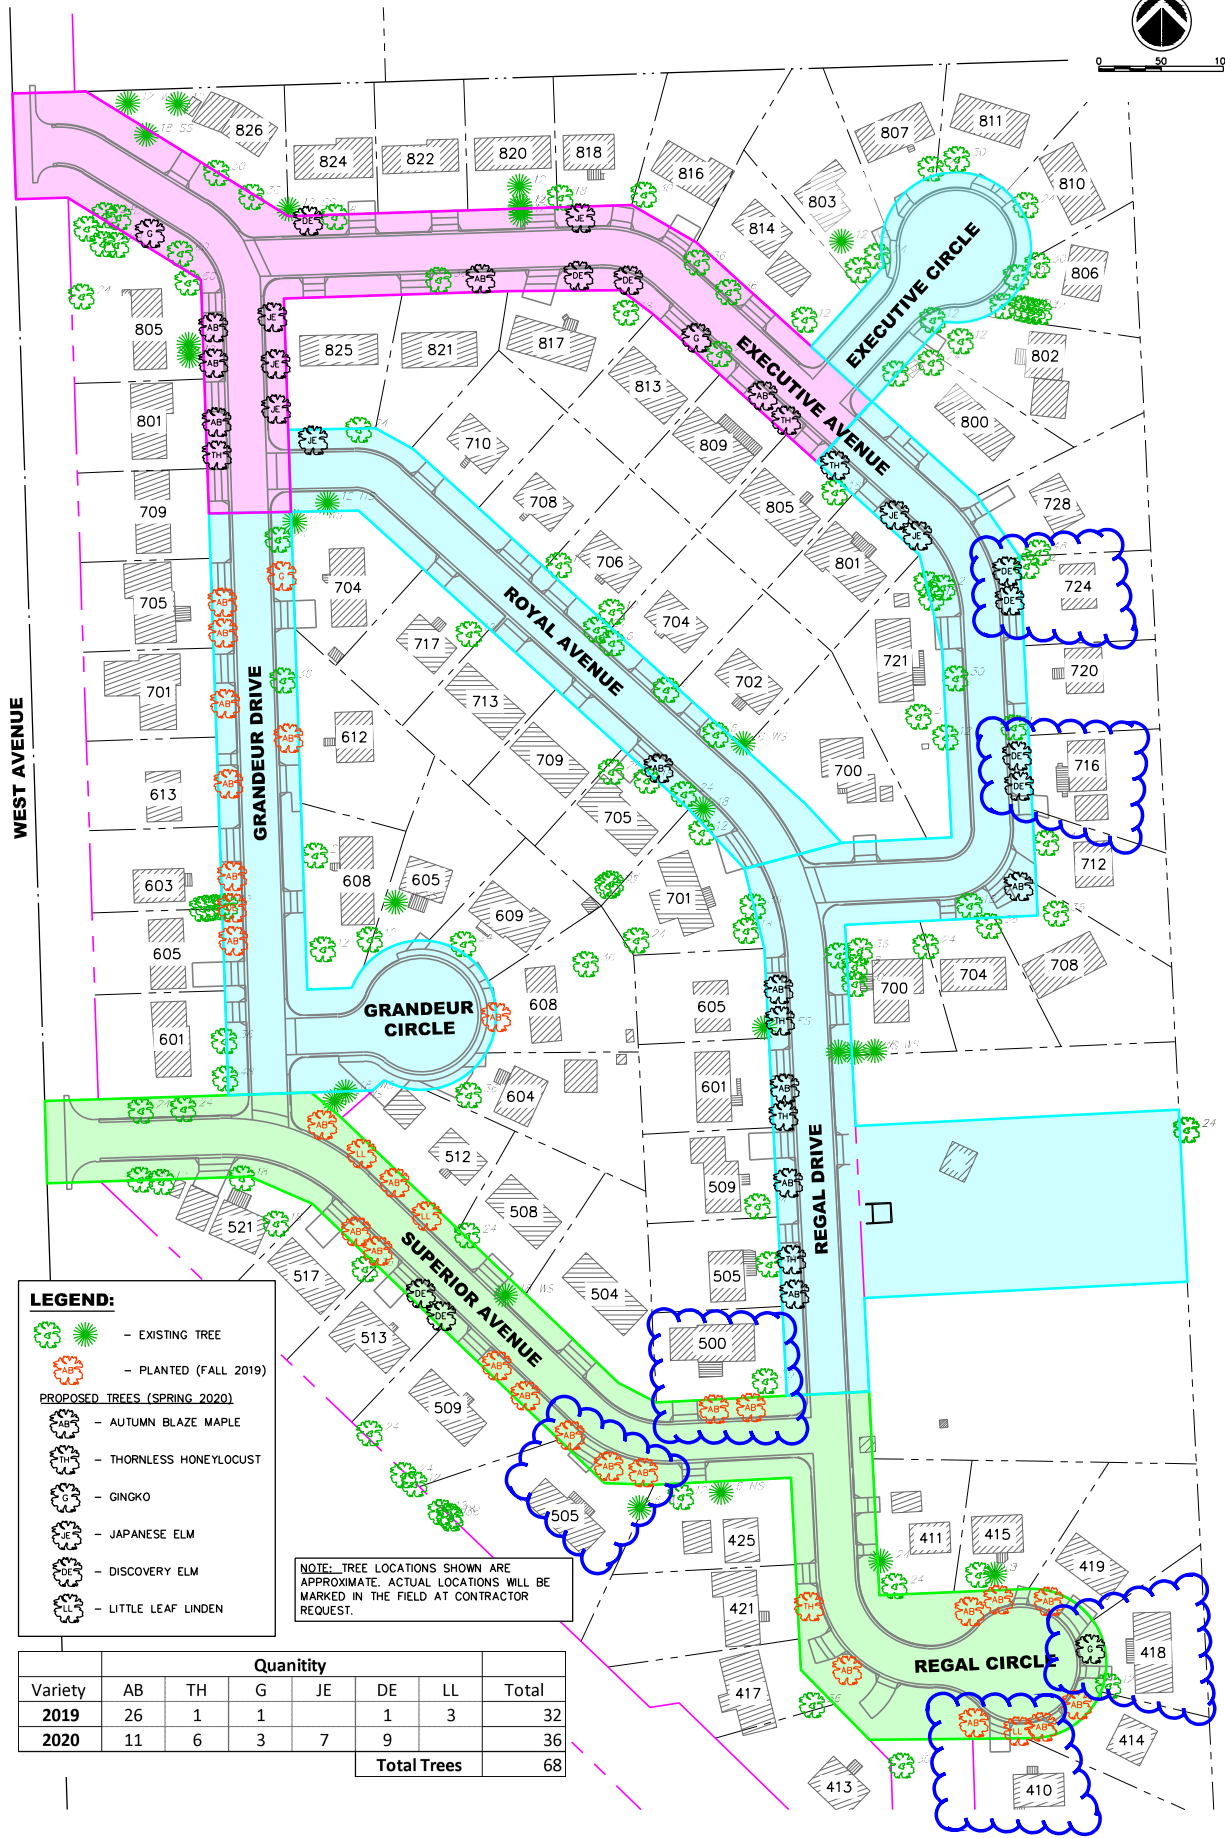 0 50 10
826
824
822
820
818
816
807
811
810
803
814
806
EXECUTIVE CIRCLE
805
825
821
817
EXECUTIVE AVENUE
802
801
813
800
710
809
709
708
805
728
706
801
724
705
704
ROYAL AVENUE
704
717
721
720
701
713
702
WEST AVENUE
GRANDEUR DRIVE
612
709
700
716
613
705
712
603
608
605
701
609
605
GRANDEUR
CIRCLE
608
605
700
704
708
601
604
601
REGAL DRIVE
512
509
521
508
SUPERIOR AVENUE
517
504
505
513
500
509
505
425
411
415
419
421
REGAL CIRCLE
418
417
414
413
410
LEGEND:
- EXISTING TREE
AB - PLANTED (FALL 2019)
PROPOSED TREES (SPRING 2020)
AB - AUTUMN BLAZE MAPLE
TH - THORNLESS HONEYLOCUST
G - GINGKO
JE - JAPANESE ELM
DE - DISCOVERY ELM
LL - LITTLE LEAF LINDEN
NOTE: TREE LOCATIONS SHOWN ARE
APPROXIMATE. ACTUAL LOCATIONS WILL BE
MARKED IN THE FIELD AT CONTRACTOR
REQUEST.
Quanitity
Variety AB TH G JE DE LL Total
2019 26 1 1 1 3 32
2020 11 6 3 7 9 36
Total Trees 68